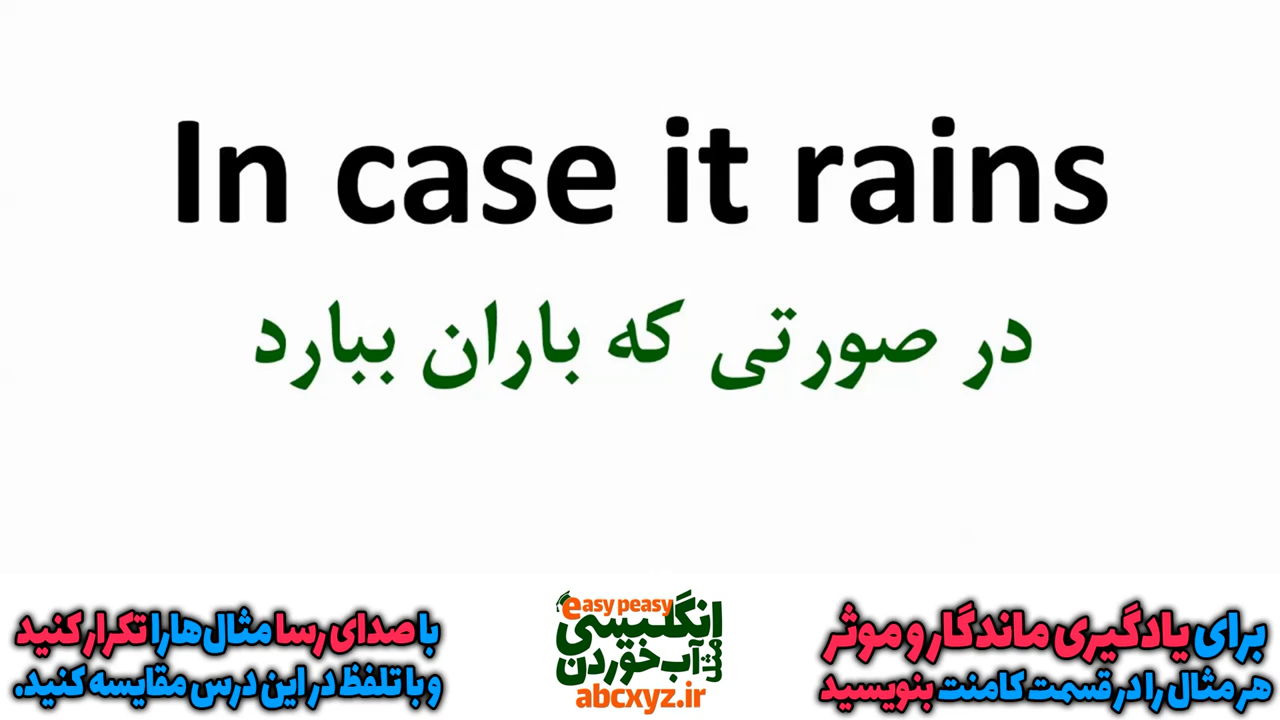 In case it rains
در صورتی که باران ببارد
برای یادگیری ماندگار و موثر
هر مثال را در قسمت کامنت بنویسید
easy peasy
انگلیسی
مثل آب خوردن
abcxyz.ir
با صدای رسا مثال‌ها را تکرار کنید
و با تلفظ در این درس مقایسه کنید.